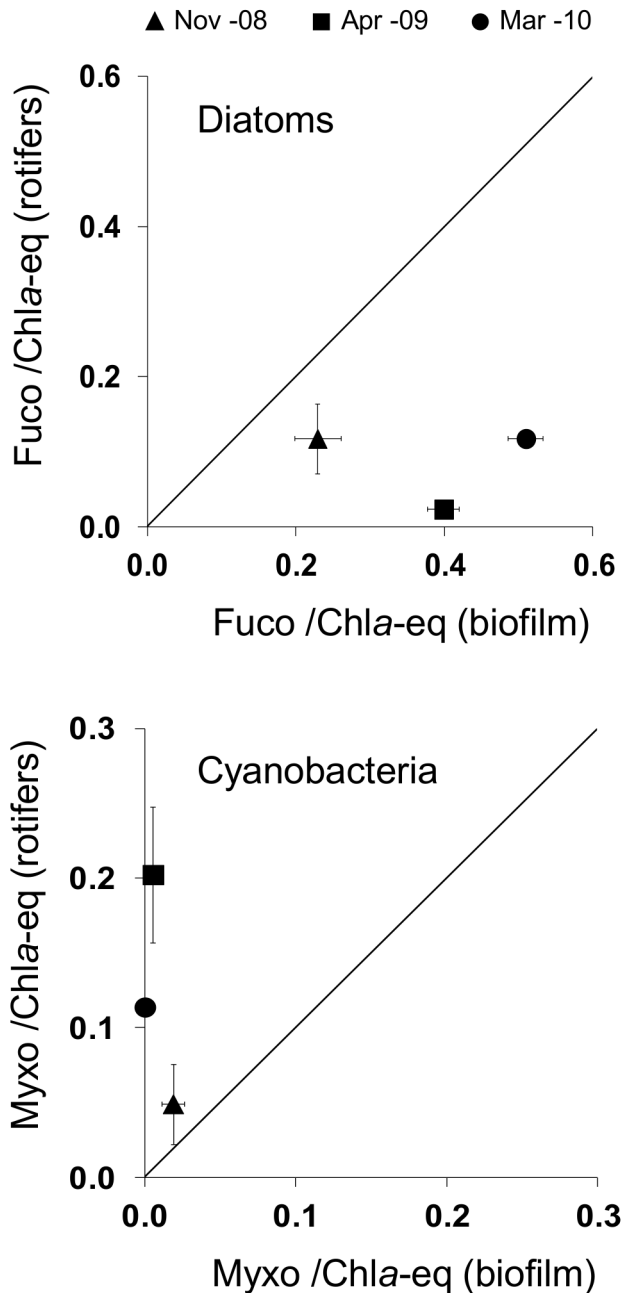 ▲ Nov -08 ■ Apr -09 ● Mar -10
Diatoms
Fuco /Chla-eq (rotifers)
0.6
0.4
0.2
0.0
0.0 0.2 0.4 0.6
Fuco /Chla-eq (biofilm)
Cyanobacteria
Myxo /Chla-eq (rotifers)
0.3
0.2
0.1
0.0
0.0 0.1 0.2 0.3
Myxo /Chla-eq (biofilm)